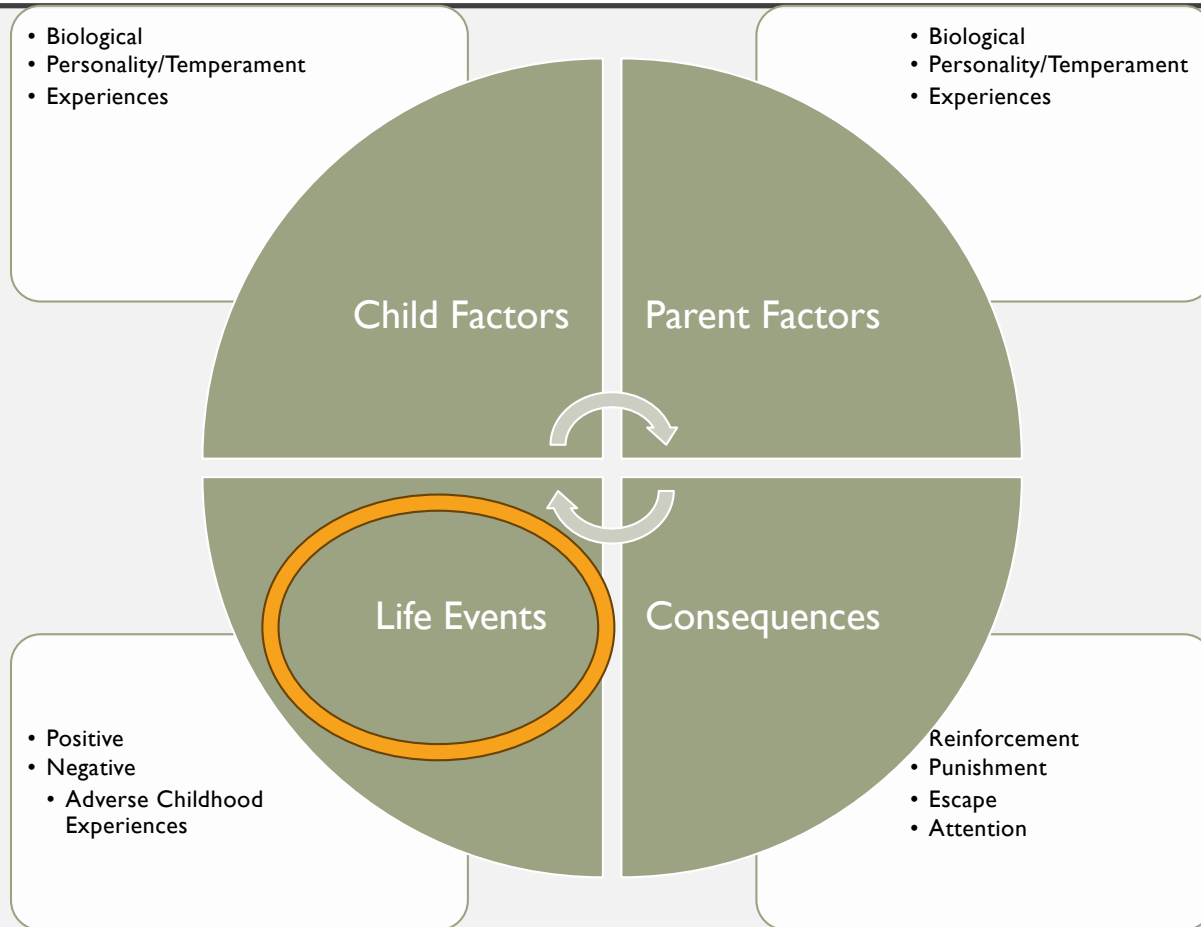 • Biological
• Personality/Temperament
• Experiences
• Biological
• Personality/Temperament
• Experiences
Child Factors
Parent Factors
Life Events
Consequences
• Positive
• Negative
• Adverse Childhood
Experiences
Reinforcement
• Punishment
• Escape
• Attention